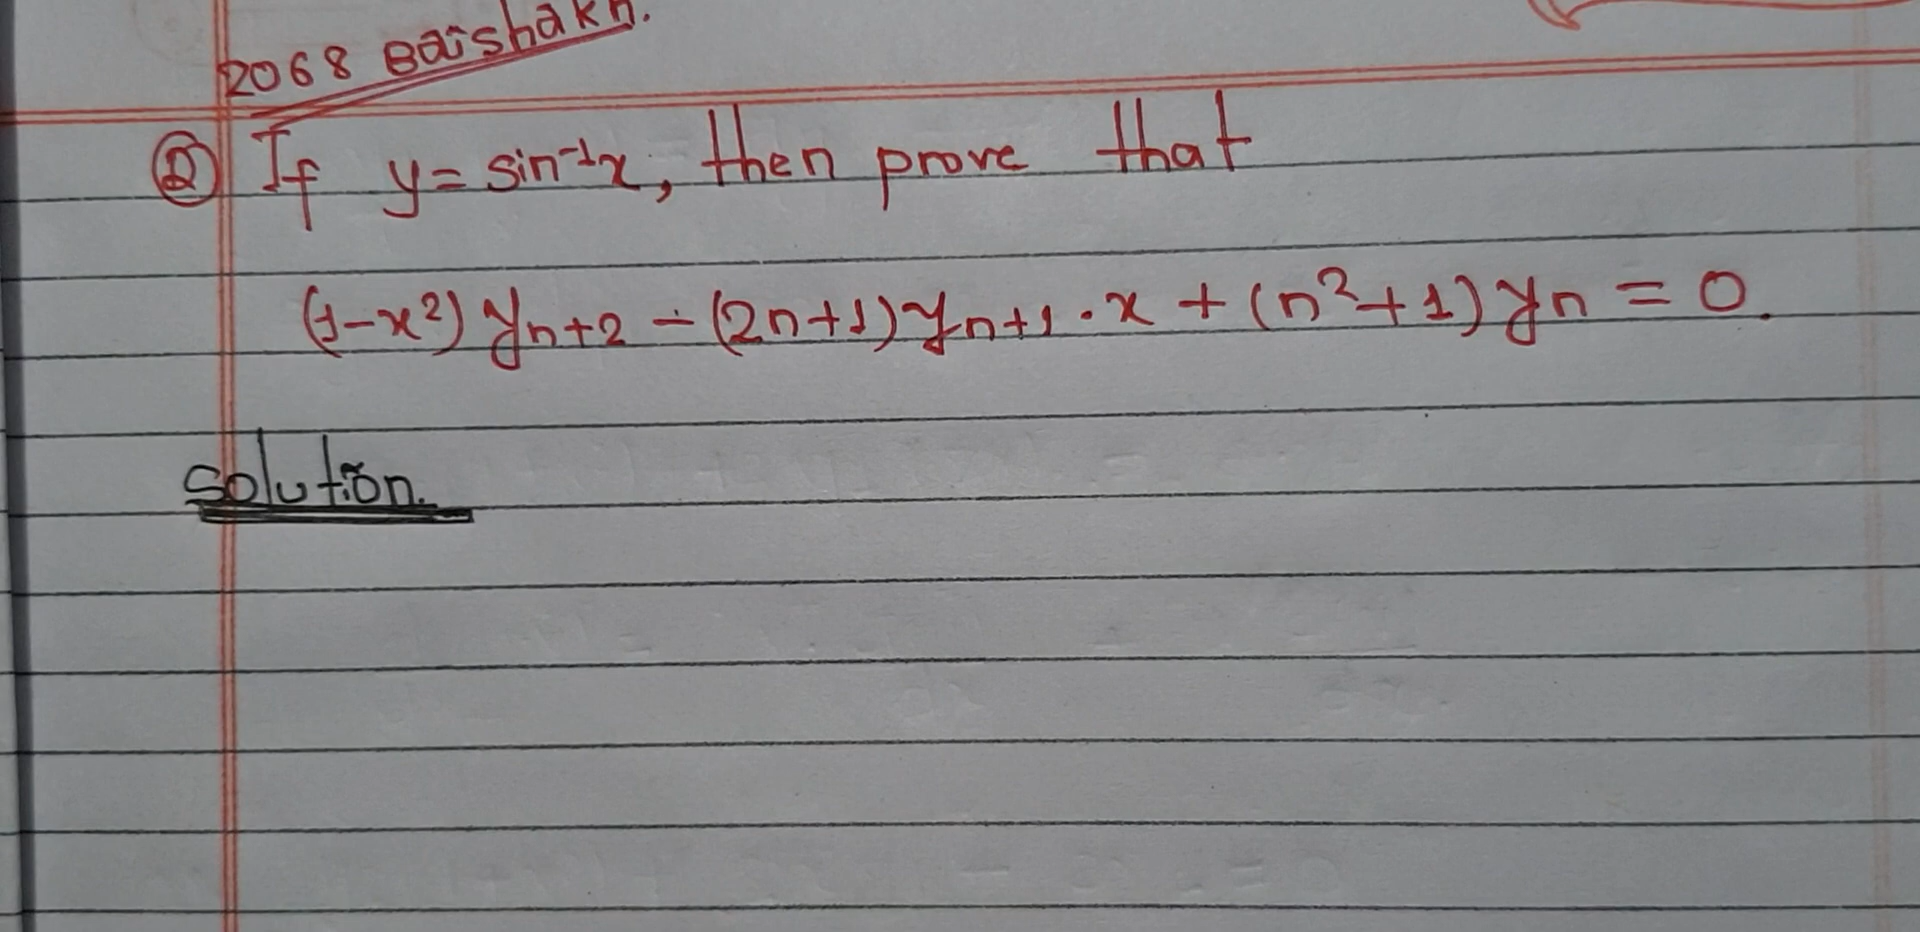 2068 Baishakh.
Q If y = sin⁻¹x, then prove that
(1-x²) yn+2 - (2n+1) yn+1 . x + (n²+1) yn = 0.
solution.